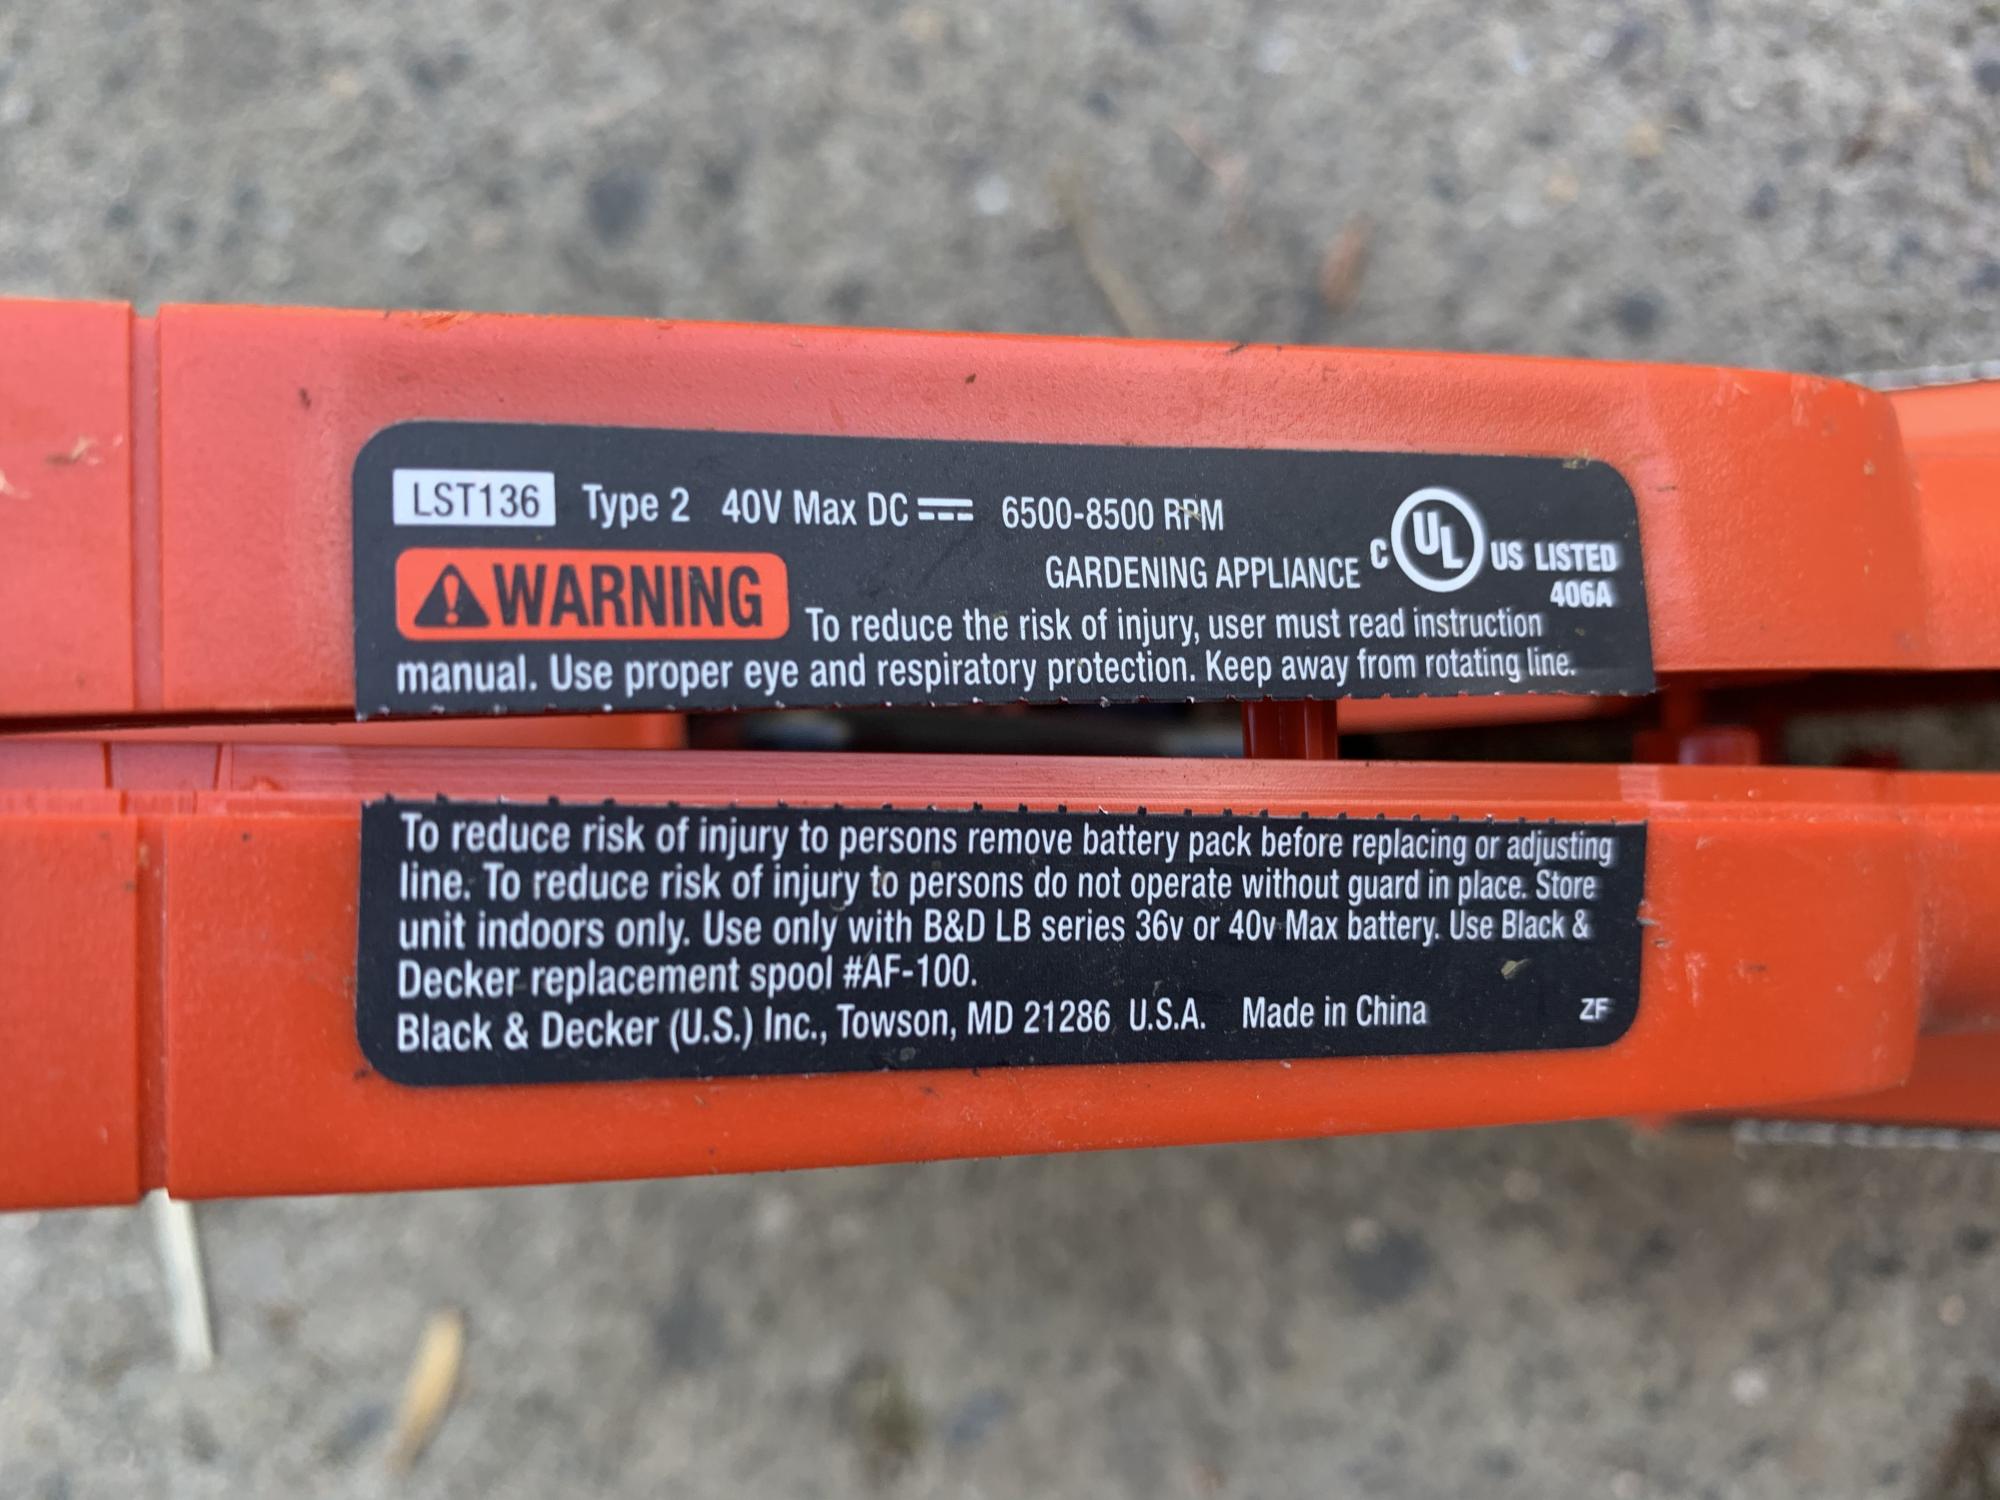 LST136 Type 2 40V Max DC 6500-8500 RPM
GARDENING APPLIANCE C UL US LISTED
406A
WARNING To reduce the risk of injury, user must read instruction
manual. Use proper eye and respiratory protection. Keep away from rotating line.
To reduce risk of injury to persons remove battery pack before replacing or adjusting
line. To reduce risk of injury to persons do not operate without guard in place. Store
unit indoors only. Use only with B&D LB series 36v or 40v Max battery. Use Black &
Decker replacement spool #AF-100.
Black & Decker (U.S.) Inc., Towson, MD 21286 U.S.A. Made in China ZF